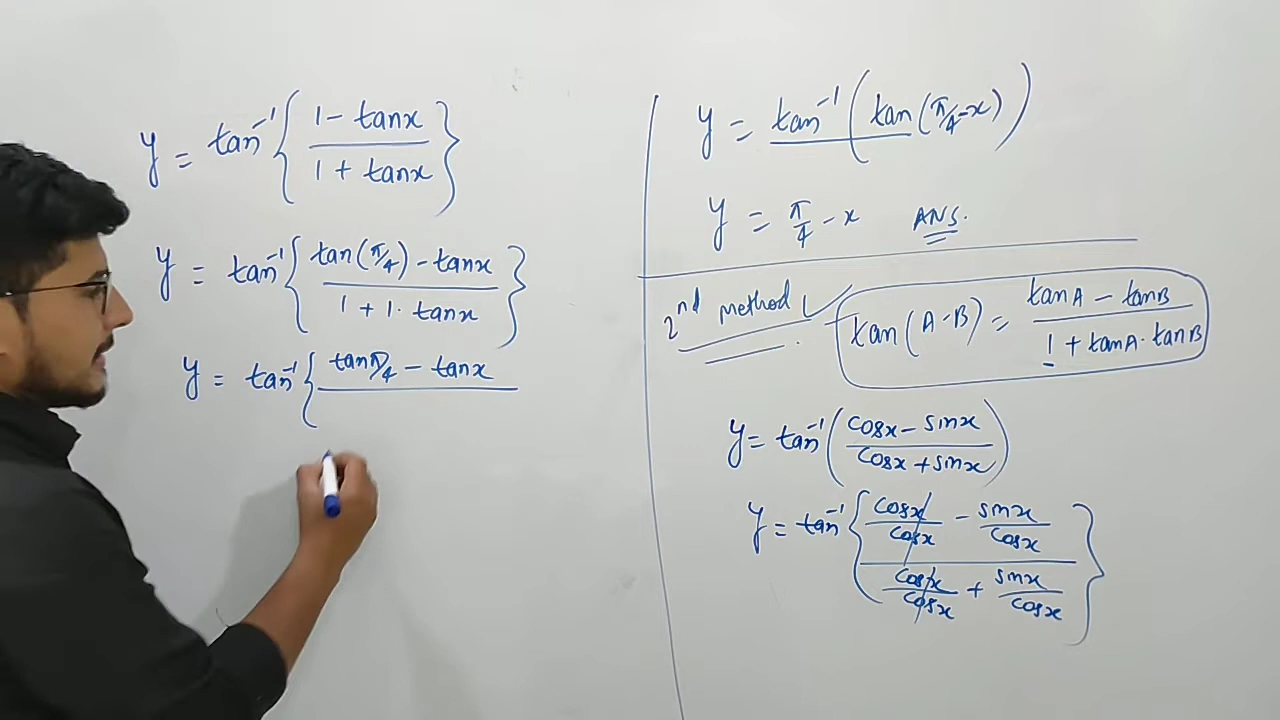 y = tan⁻¹ { (1 - tanx) / (1 + tanx) }
y = tan⁻¹ { (tan(π/4) - tanx) / (1 + 1. tanx) }
y = tan⁻¹ { tanπ/4 - tanx
y = tan⁻¹ ( tan (π/4 - x) )
y = π/4 - x ANS.
2nd method
tan (A - B) = (tanA - tanB) / (1 + tanA . tanB)
y = tan⁻¹ ( (cosx - sinx) / (cosx + sinx) )
y = tan⁻¹ { (cosx/cosx - sinx/cosx) / (cosx/cosx + sinx/cosx) }